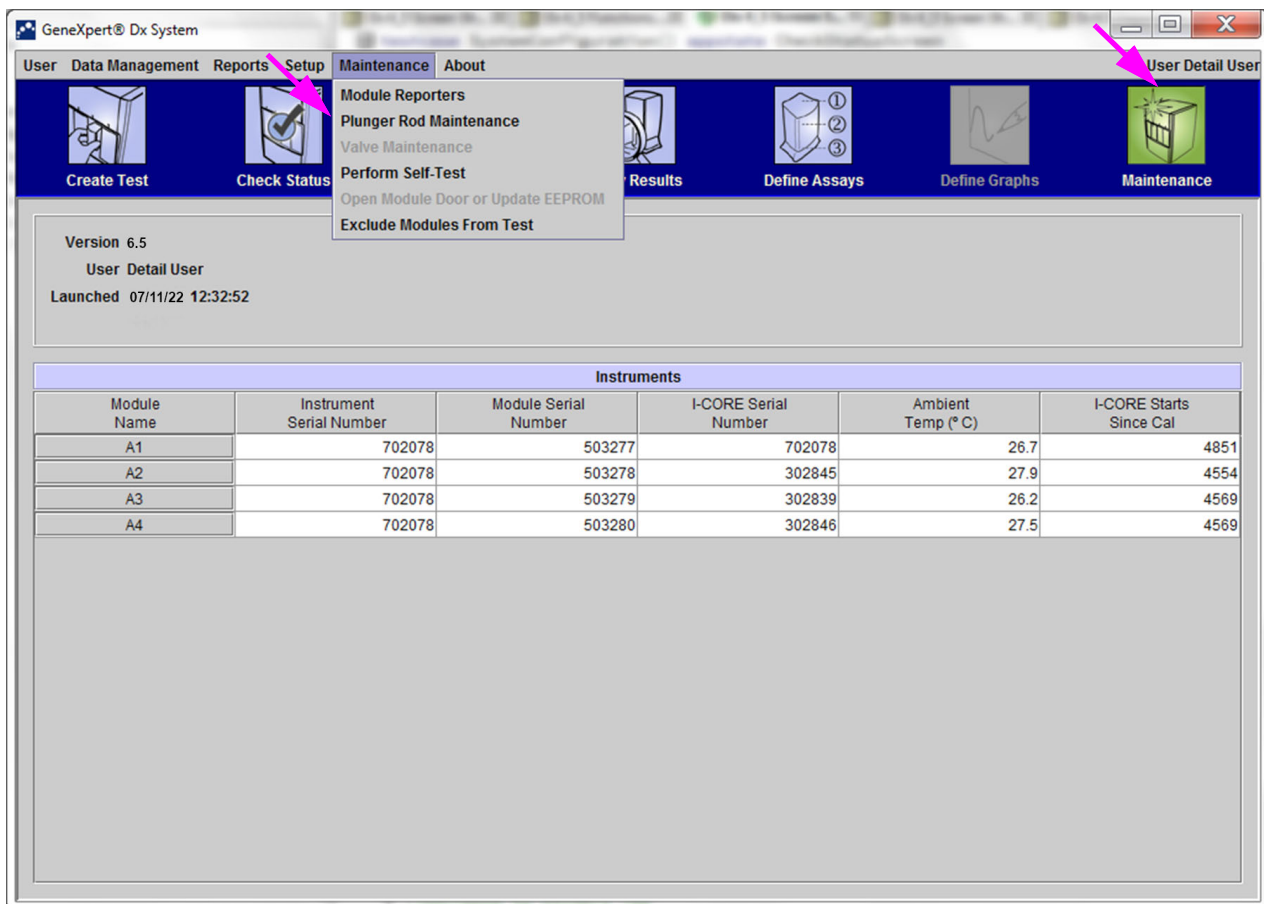 GeneXpert® Dx System
User Data Management Reports Setup Maintenance About User Detail User
Module Reporters
Plunger Rod Maintenance
Valve Maintenance
Perform Self-Test
Open Module Door or Update EEPROM
Exclude Modules From Test
Create Test Check Status Results Define Assays Define Graphs Maintenance
Version 6.5
User Detail User
Launched 07/11/22 12:32:52
Instruments
Module Name Instrument Serial Number Module Serial Number I-CORE Serial Number Ambient Temp (° C) I-CORE Starts Since Cal
A1 702078 503277 702078 26.7 4851
A2 702078 503278 302845 27.9 4554
A3 702078 503279 302839 26.2 4569
A4 702078 503280 302846 27.5 4569